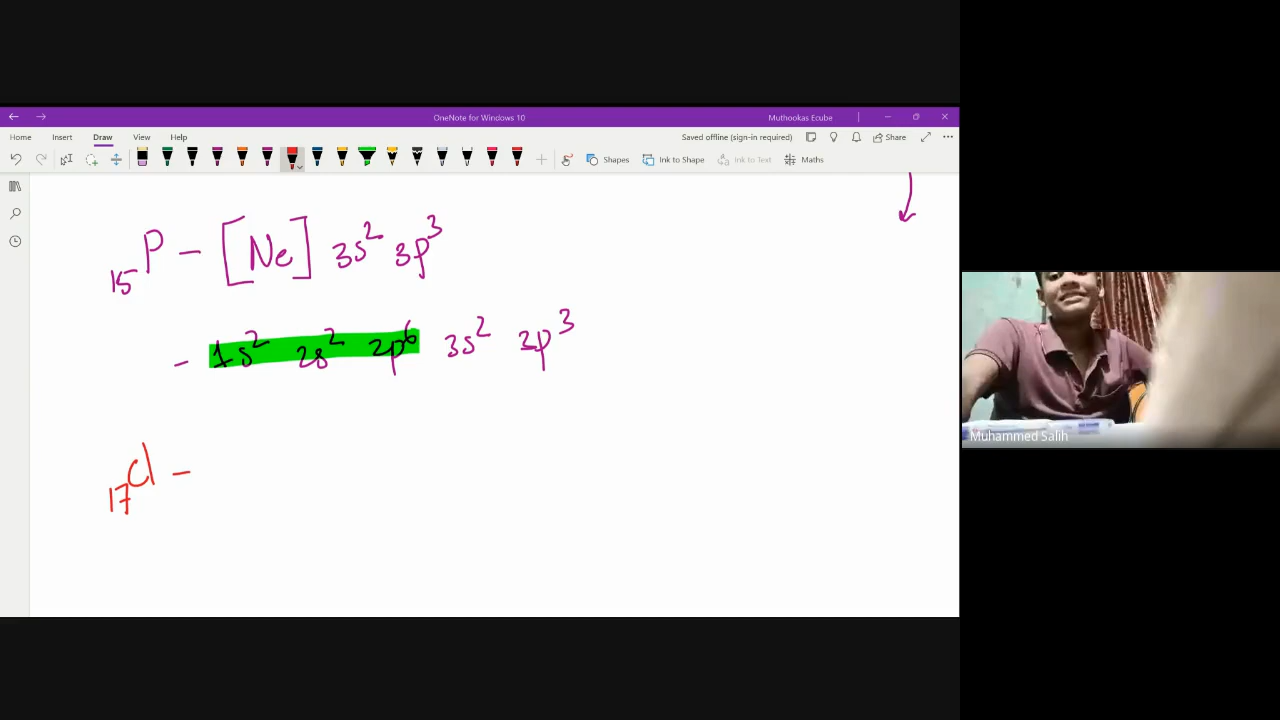 OneNote for Windows 10
Muthookas Ecube
Home Insert Draw View Help
Saved offline (sign-in required)
Share
Shapes
Ink to Shape
Ink to Text
Maths
₁₅P - [Ne] 3s² 3p³
- 1s² 2s² 2p⁶ 3s² 3p³
₁₇Cl -
Muhammed Salih